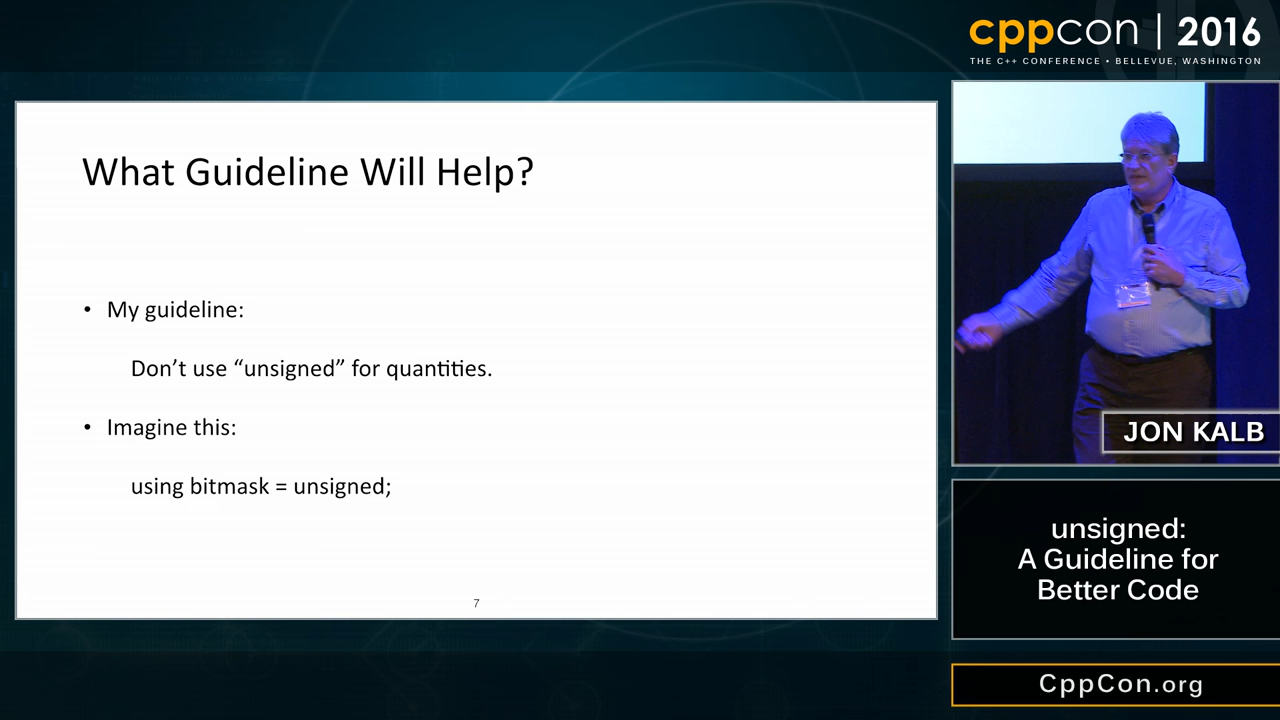 cppcon | 2016
THE C++ CONFERENCE • BELLEVUE, WASHINGTON
What Guideline Will Help?
• My guideline:
Don’t use “unsigned” for quantities.
• Imagine this:
using bitmask = unsigned;
7
JON KALB
unsigned:
A Guideline for
Better Code
CppCon.org